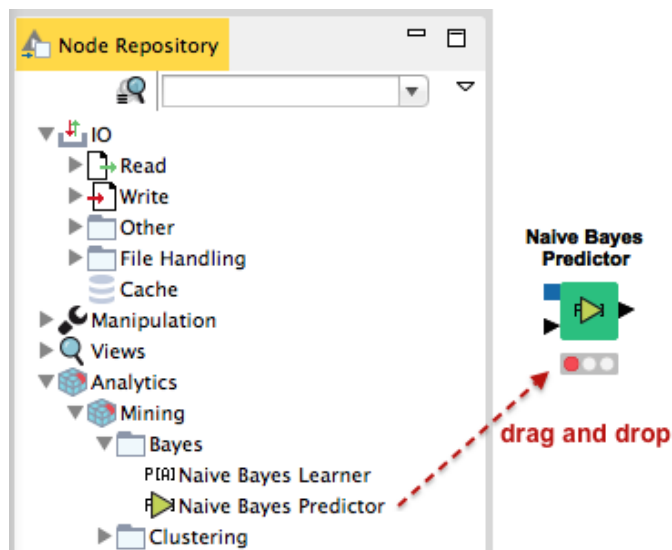 Node Repository
IO
Read
Write
Other
File Handling
Cache
Manipulation
Views
Analytics
Mining
Bayes
P[A] Naive Bayes Learner
Naive Bayes Predictor
Clustering
Naive Bayes
Predictor
drag and drop